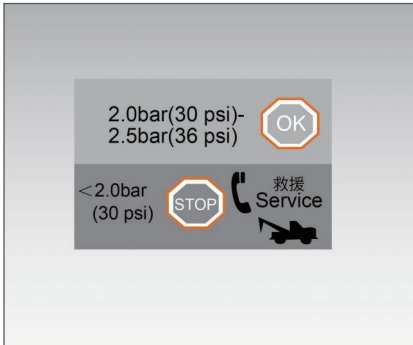 2.0bar(30 psi)-
2.5bar(36 psi)
OK
<2.0bar
(30 psi)
STOP
救援
Service